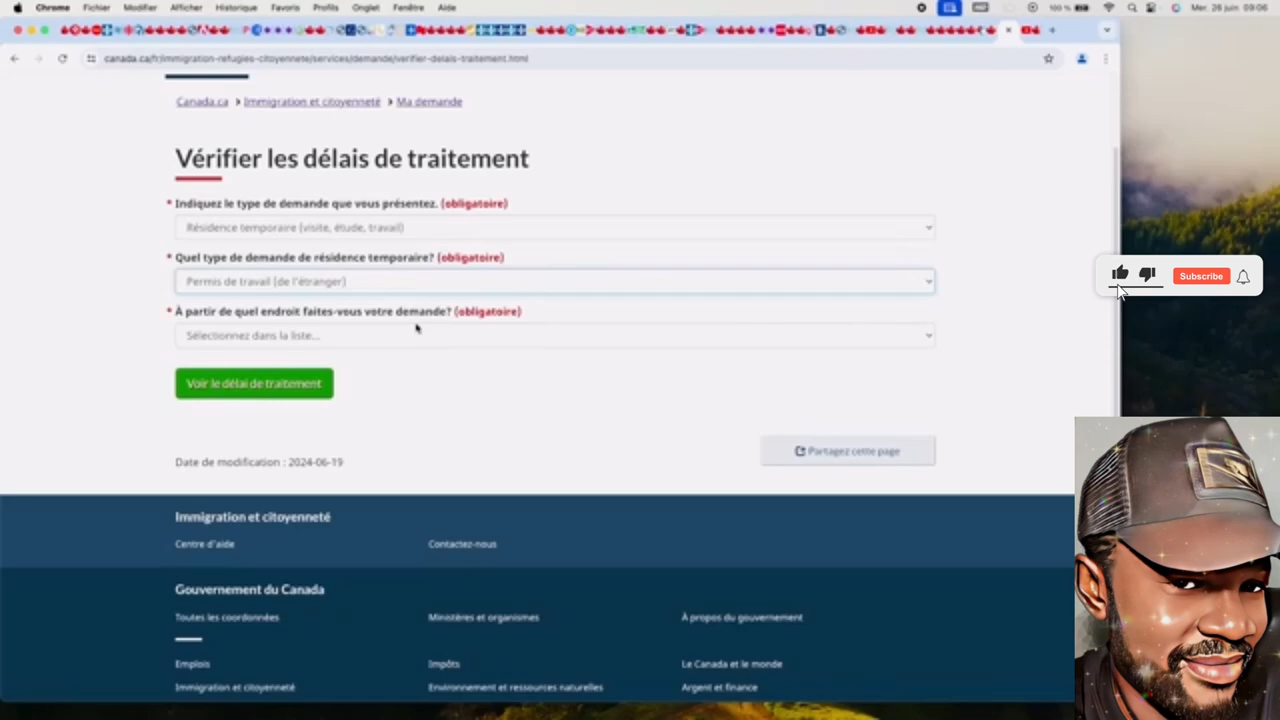 Chrome Fichier Modifier Afficher Historique Favoris Profils Onglet Fenêtre Aide 100 % Mer. 26 juin 09:06
canada.ca/fr/immigration-refugies-citoyennete/services/demande/verifier-delais-traitement.html
Canada.ca > Immigration et citoyenneté > Ma demande
Vérifier les délais de traitement
* Indiquez le type de demande que vous présentez. (obligatoire)
Résidence temporaire (visite, étude, travail)
* Quel type de demande de résidence temporaire? (obligatoire)
Permis de travail (de l'étranger)
* À partir de quel endroit faites-vous votre demande? (obligatoire)
Sélectionnez dans la liste...
Voir le délai de traitement
Partagez cette page
Date de modification : 2024-06-19
Subscribe
Immigration et citoyenneté
Centre d'aide Contactez-nous
Gouvernement du Canada
Toutes les coordonnées Ministères et organismes À propos du gouvernement
Emplois Impôts Le Canada et le monde
Immigration et citoyenneté Environnement et ressources naturelles Argent et finance